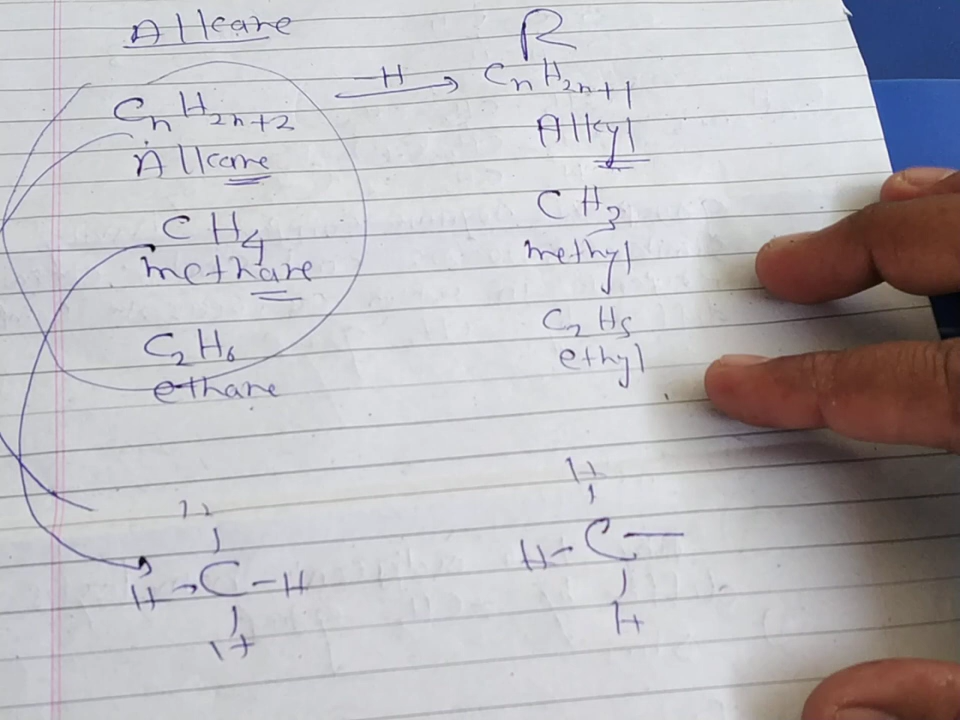 Alkane
R
CnH2n+2 —H→ CnH2n+1
Alkane
Alkyl
CH4
CH3
methane
methyl
C2H6
C2H5
ethane
ethyl
H
H
H-C-H
H-C-
H
H